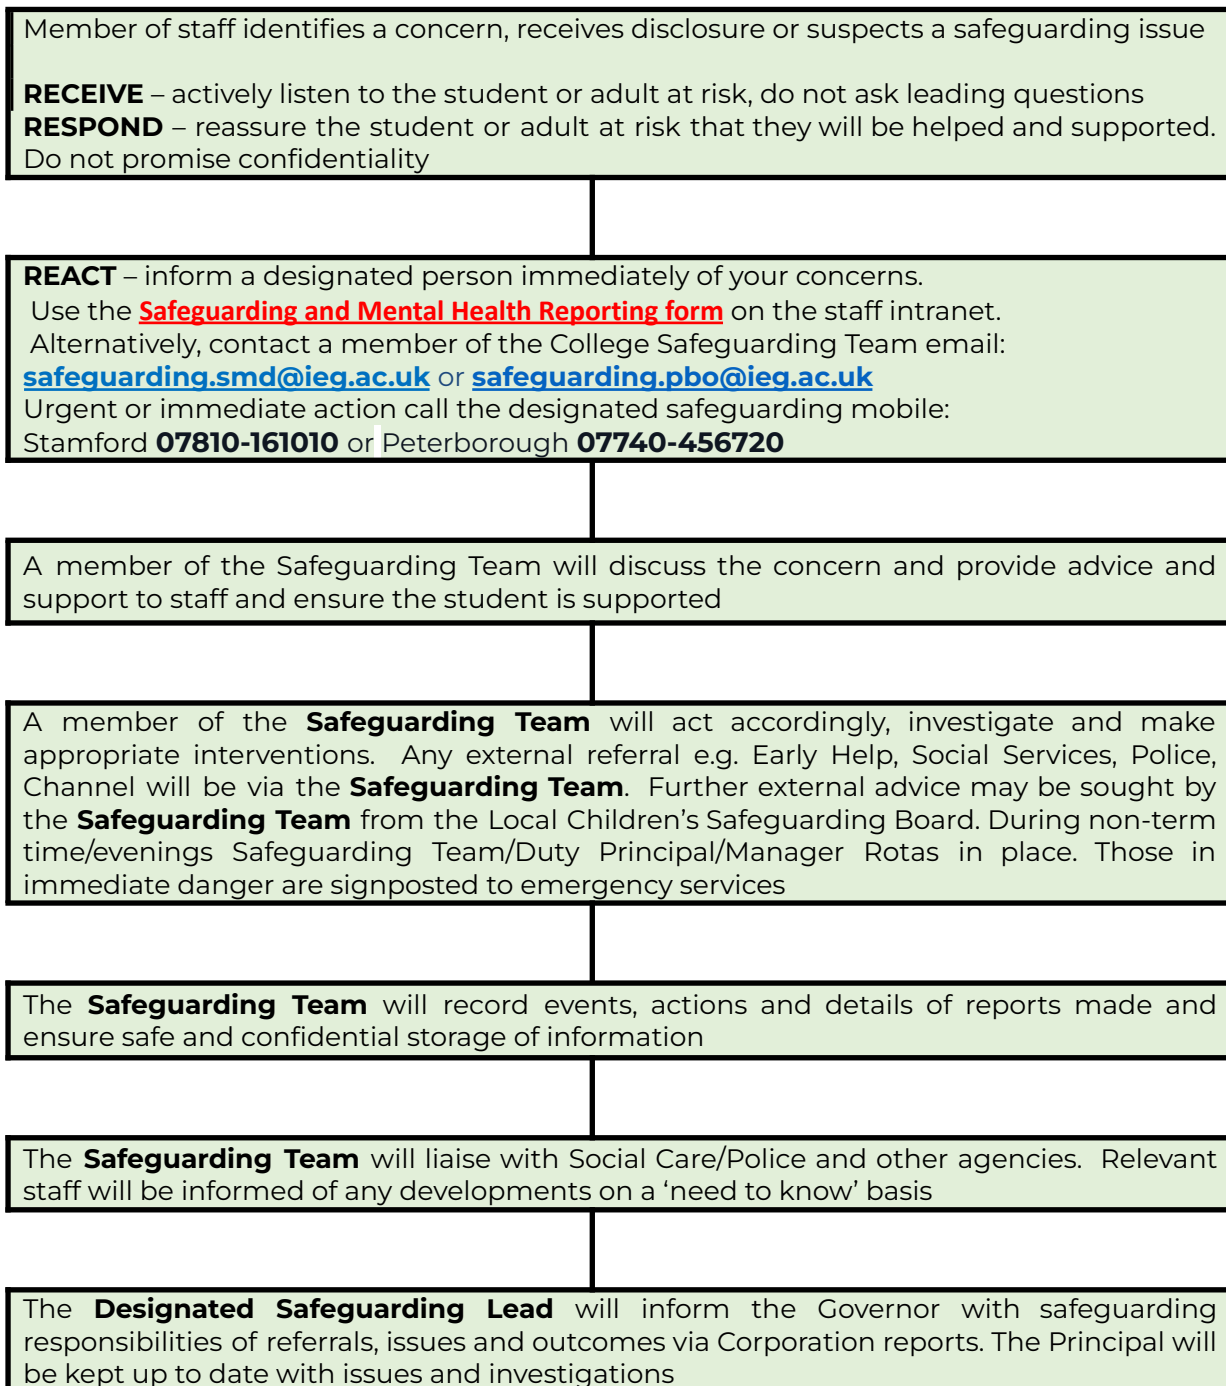 Member of staff identifies a concern, receives disclosure or suspects a safeguarding issue
RECEIVE – actively listen to the student or adult at risk, do not ask leading questions
RESPOND – reassure the student or adult at risk that they will be helped and supported.
Do not promise confidentiality
REACT – inform a designated person immediately of your concerns.
Use the Safeguarding and Mental Health Reporting form on the staff intranet.
Alternatively, contact a member of the College Safeguarding Team email:
safeguarding.smd@ieg.ac.uk or safeguarding.pbo@ieg.ac.uk
Urgent or immediate action call the designated safeguarding mobile:
Stamford 07810-161010 or Peterborough 07740-456720
A member of the Safeguarding Team will discuss the concern and provide advice and
support to staff and ensure the student is supported
A member of the Safeguarding Team will act accordingly, investigate and make
appropriate interventions. Any external referral e.g. Early Help, Social Services, Police,
Channel will be via the Safeguarding Team. Further external advice may be sought by
the Safeguarding Team from the Local Children’s Safeguarding Board. During non-term
time/evenings Safeguarding Team/Duty Principal/Manager Rotas in place. Those in
immediate danger are signposted to emergency services
The Safeguarding Team will record events, actions and details of reports made and
ensure safe and confidential storage of information
The Safeguarding Team will liaise with Social Care/Police and other agencies. Relevant
staff will be informed of any developments on a ‘need to know’ basis
The Designated Safeguarding Lead will inform the Governor with safeguarding
responsibilities of referrals, issues and outcomes via Corporation reports. The Principal will
be kept up to date with issues and investigations